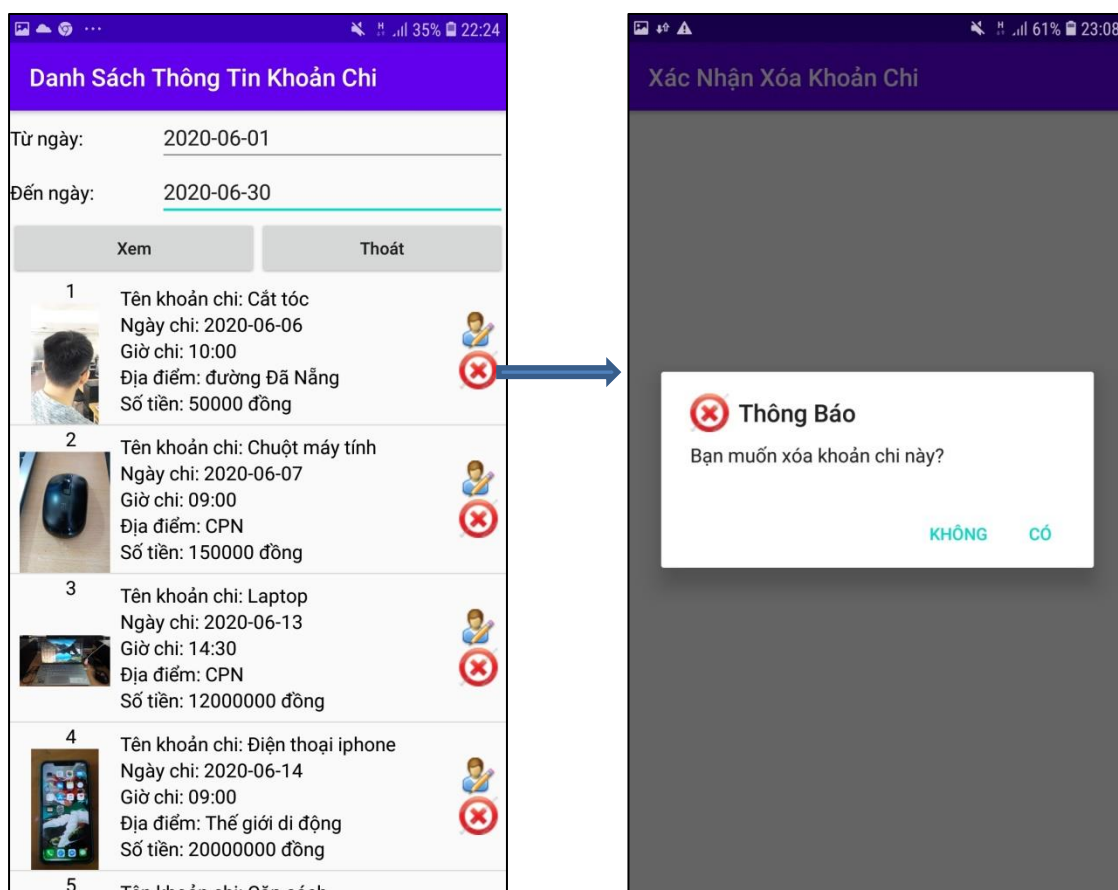 35% 22:24
Danh Sách Thông Tin Khoản Chi
Từ ngày: 2020-06-01
Đến ngày: 2020-06-30
Xem Thoát
1
Tên khoản chi: Cắt tóc
Ngày chi: 2020-06-06
Giờ chi: 10:00
Địa điểm: đường Đã Nẵng
Số tiền: 50000 đồng
2
Tên khoản chi: Chuột máy tính
Ngày chi: 2020-06-07
Giờ chi: 09:00
Địa điểm: CPN
Số tiền: 150000 đồng
3
Tên khoản chi: Laptop
Ngày chi: 2020-06-13
Giờ chi: 14:30
Địa điểm: CPN
Số tiền: 12000000 đồng
4
Tên khoản chi: Điện thoại iphone
Ngày chi: 2020-06-14
Giờ chi: 09:00
Địa điểm: Thế giới di động
Số tiền: 20000000 đồng
5
Tên khoản chi:
61% 23:08
Xác Nhận Xóa Khoản Chi
Thông Báo
Bạn muốn xóa khoản chi này?
KHÔNG CÓ